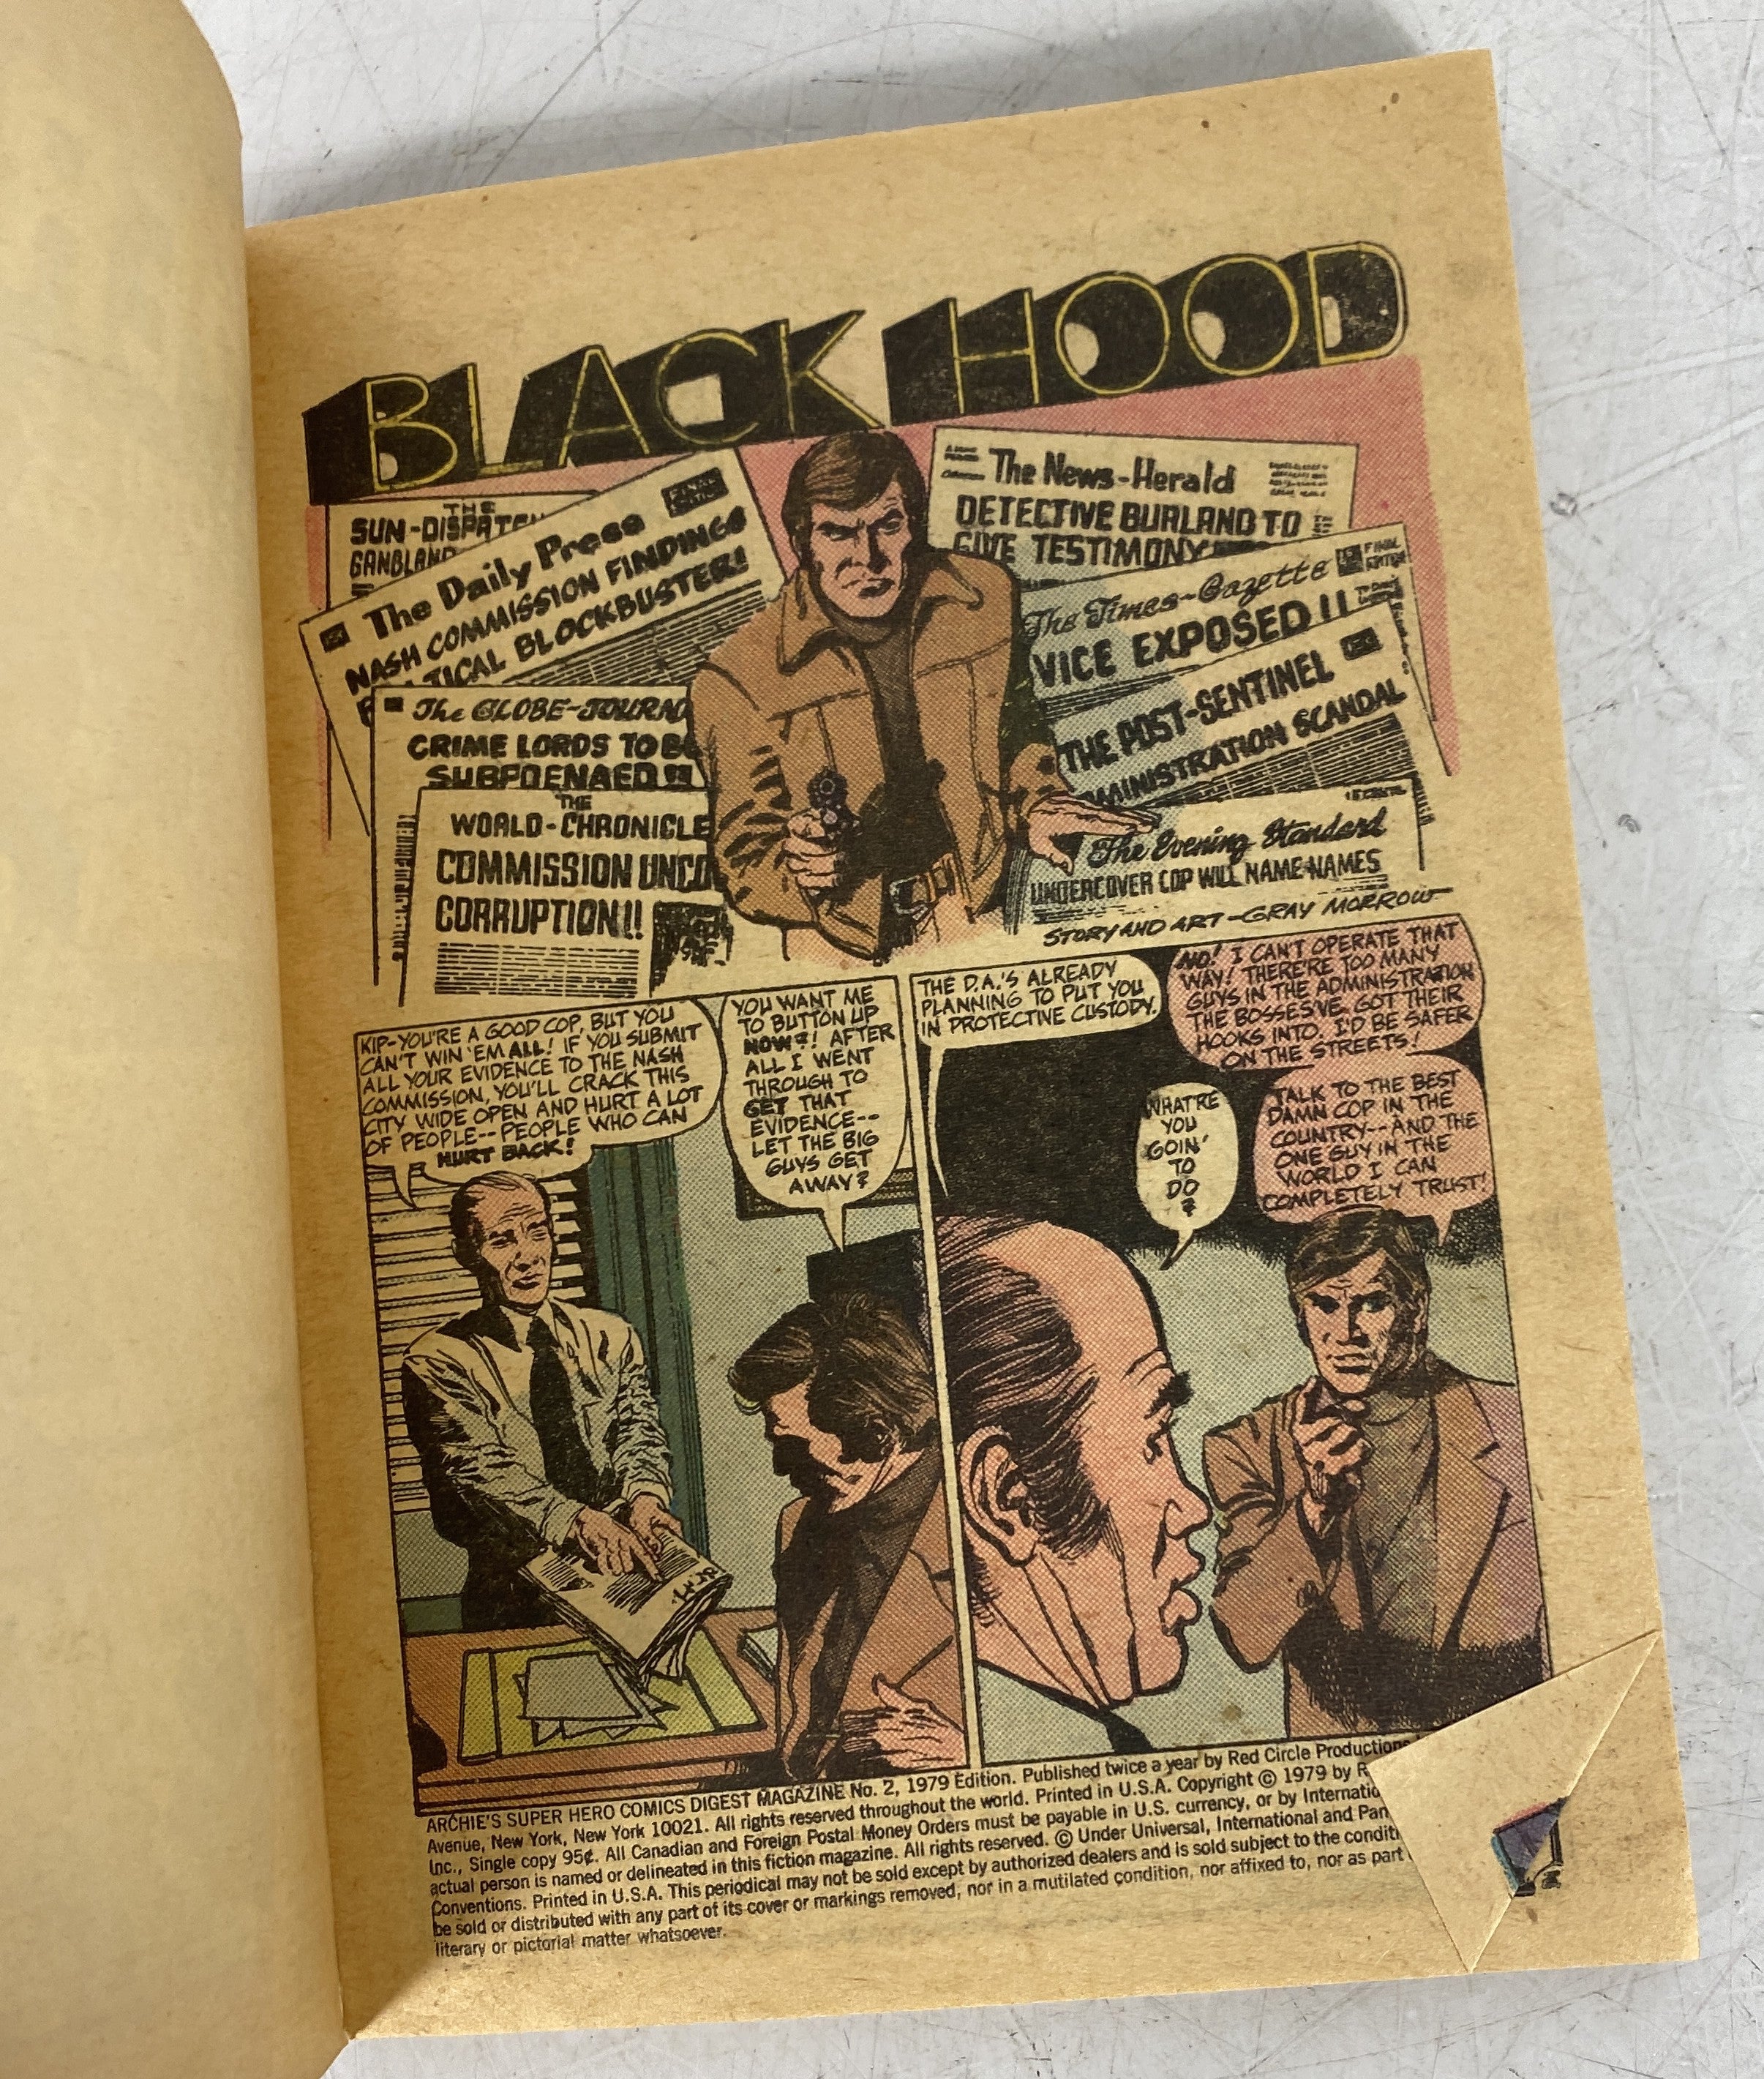 BLACK HOOD
THE
SUN-DISPATCH
GANGLAND
The Daily Press
NASH COMMISSION FINDINGS
TICAL BLOCKBUSTER!
The GLOBE-JOURNA
CRIME LORDS TO BE
SUBPOENAED!!
THE
WORLD-CHRONICLE
COMMISSION UNCO
CORRUPTION!!
The News-Herald
DETECTIVE BURLAND TO
GIVE TESTIMONY
The Times-Gazette
FINAL
EDITION
VICE EXPOSED!!
THE POST-SENTINEL
MINISTRATION SCANDAL
The Evening Standard
UNDERCOVER COP WILL NAME NAMES
STORY AND ART - GRAY MORROW
KIP-YOU'RE A GOOD COP, BUT YOU
CAN'T WIN 'EM ALL! IF YOU SUBMIT
ALL YOUR EVIDENCE TO THE NASH
COMMISSION, YOU'LL CRACK THIS
CITY WIDE OPEN AND HURT A LOT
OF PEOPLE-- PEOPLE WHO CAN
HURT BACK!
YOU WANT ME
TO BUTTON UP
NOW?! AFTER
ALL I WENT
THROUGH TO
GET THAT
EVIDENCE--
LET THE BIG
GUYS GET
AWAY?
THE D.A.'S ALREADY
PLANNING TO PUT YOU
IN PROTECTIVE CUSTODY.
NO! I CAN'T OPERATE THAT
WAY! THERE'RE TOO MANY
GUYS IN THE ADMINISTRATION
THE BOSSES'VE GOT THEIR
HOOKS INTO. I'D BE SAFER
ON THE STREETS!
WHAT'RE
YOU
GOIN'
TO
DO
?
TALK TO THE BEST
DAMN COP IN THE
COUNTRY-- AND THE
ONE GUY IN THE
WORLD I CAN
COMPLETELY TRUST!
ARCHIE'S SUPER HERO COMICS DIGEST MAGAZINE No. 2, 1979 Edition. Published twice a year by Red Circle Productions
Avenue, New York, New York 10021. All rights reserved throughout the world. Printed in U.S.A. Copyright © 1979 by R
Inc., Single copy 95¢. All Canadian and Foreign Postal Money Orders must be payable in U.S. currency, or by Internatio
actual person is named or delineated in this fiction magazine. All rights reserved. © Under Universal, International and Pan
Conventions. Printed in U.S.A. This periodical may not be sold except by authorized dealers and is sold subject to the conditi
be sold or distributed with any part of its cover or markings removed, nor in a mutilated condition, nor affixed to, nor as part
literary or pictorial matter whatsoever.